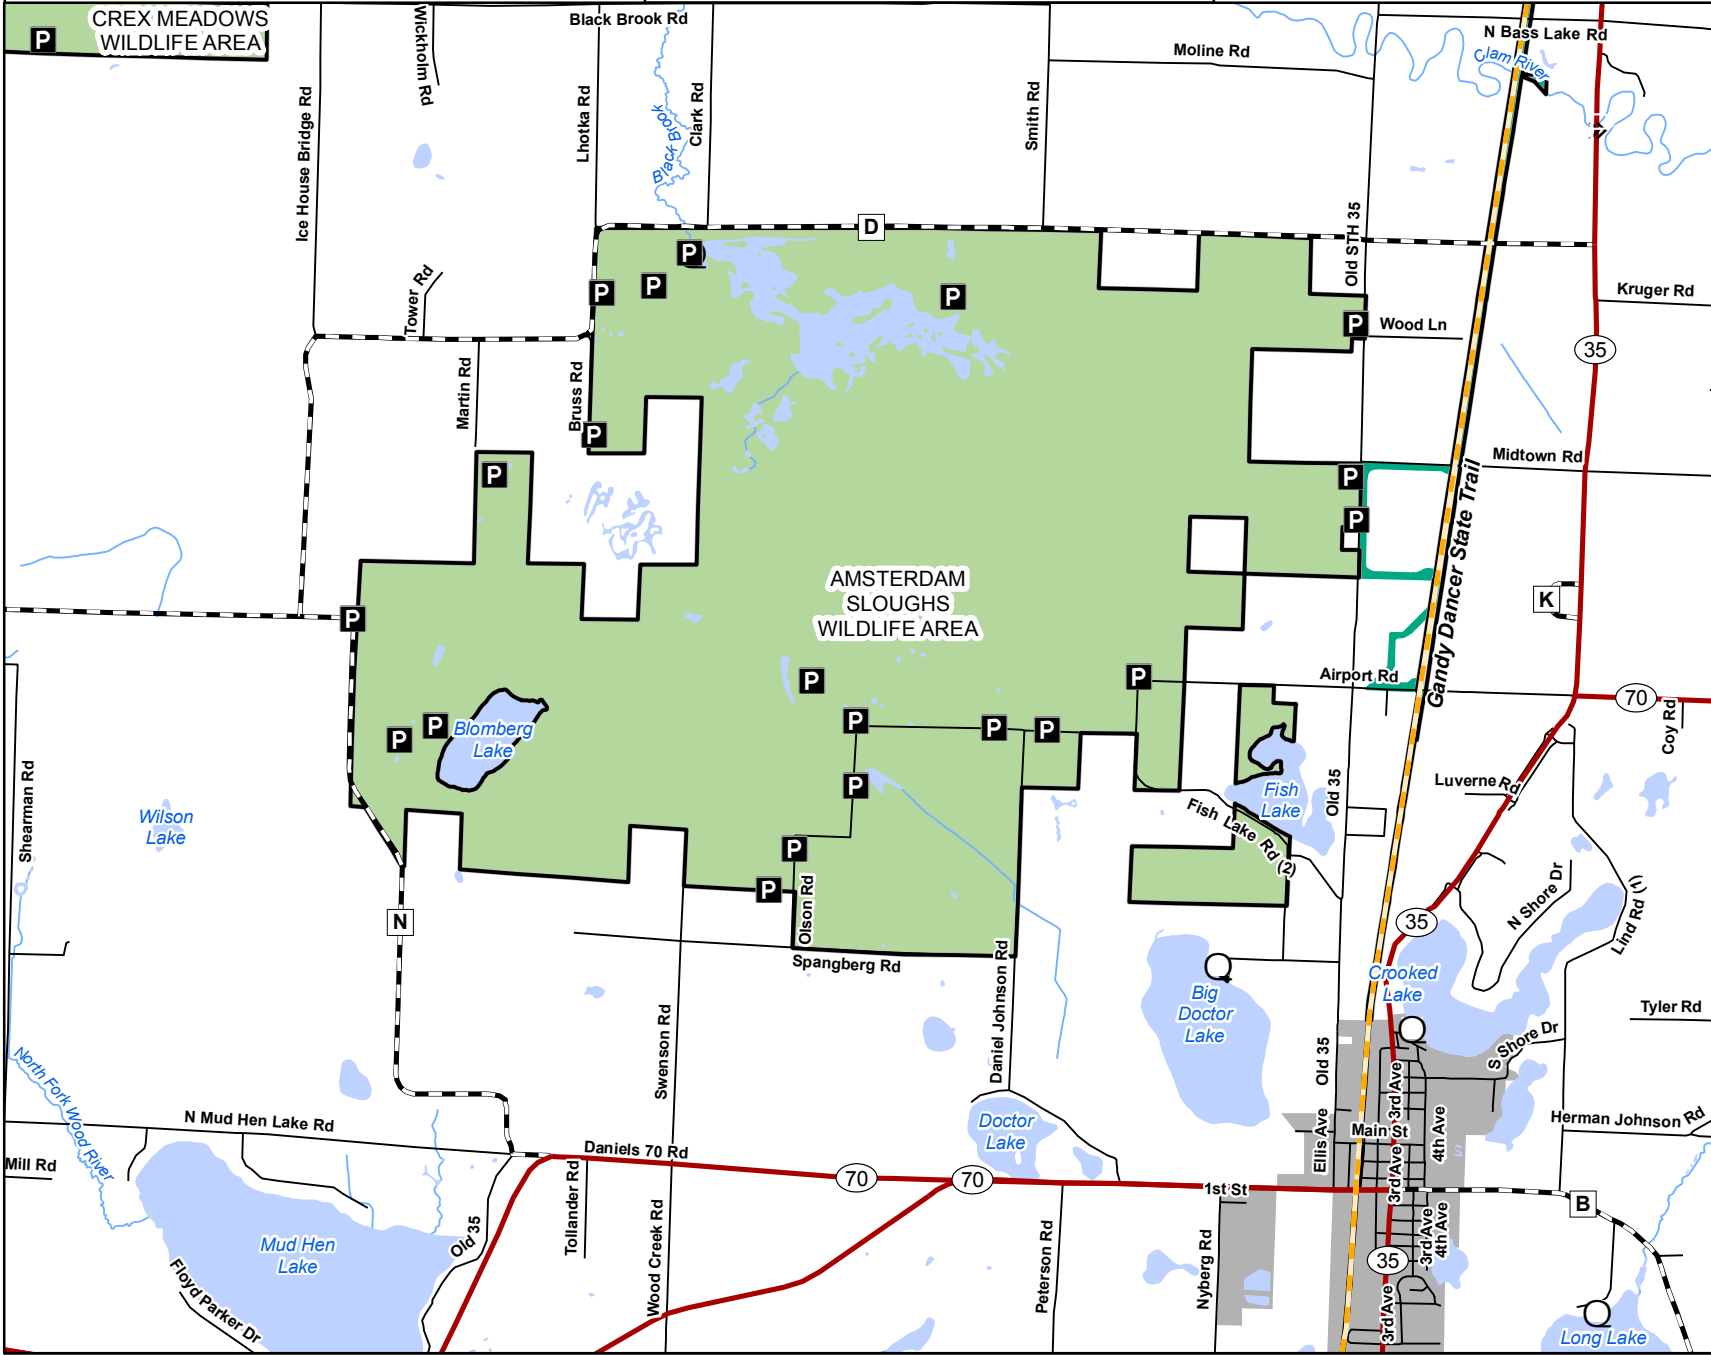 CREX MEADOWS
WILDLIFE AREA
P
Wickholm Rd
Black Brook Rd
N Bass Lake Rd
Moline Rd
Clam River
Ice House Bridge Rd
Lhotka Rd
Black Brook
Clark Rd
Smith Rd
Old STH 35
D
P
P
P
P
Kruger Rd
Tower Rd
P
Wood Ln
35
Martin Rd
Bruss Rd
P
Midtown Rd
P
P
P
Gandy Dancer State Trail
AMSTERDAM
SLOUGHS
WILDLIFE AREA
K
P
P
P
Airport Rd
70
Coy Rd
P
P
P
P
P
Blomberg
Lake
P
Luverne Rd
Fish
Lake
Old 35
Fish Lake Rd (2)
Shearman Rd
Wilson
Lake
P
P
Olson Rd
N Shore Dr
Lind Rd (1)
N
35
Spangberg Rd
Crooked
Lake
Big
Doctor
Lake
Tyler Rd
Swenson Rd
Daniel Johnson Rd
Old 35
S Shore Dr
North Fork Wood River
3rd Ave
N Mud Hen Lake Rd
Doctor
Lake
Ellis Ave
Main St
4th Ave
Herman Johnson Rd
Daniels 70 Rd
Mill Rd
70
70
1st St
3rd Ave
B
Tollander Rd
Wood Creek Rd
Peterson Rd
Nyberg Rd
3rd Ave
4th Ave
Old 35
Mud Hen
Lake
35
Floyd Parker Dr
3rd Ave
Long Lake